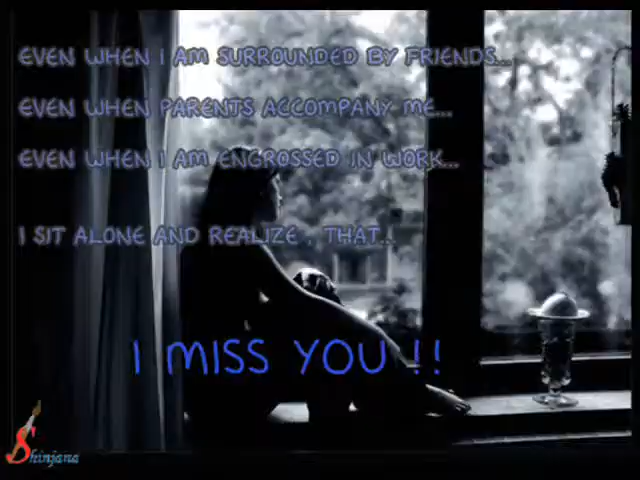 EVEN WHEN I AM SURROUNDED BY FRIENDS...
EVEN WHEN PARENTS ACCOMPANY ME...
EVEN WHEN I AM ENGROSSED IN WORK...
I SIT ALONE AND REALIZE , THAT...
I MISS YOU !!
Shinjana